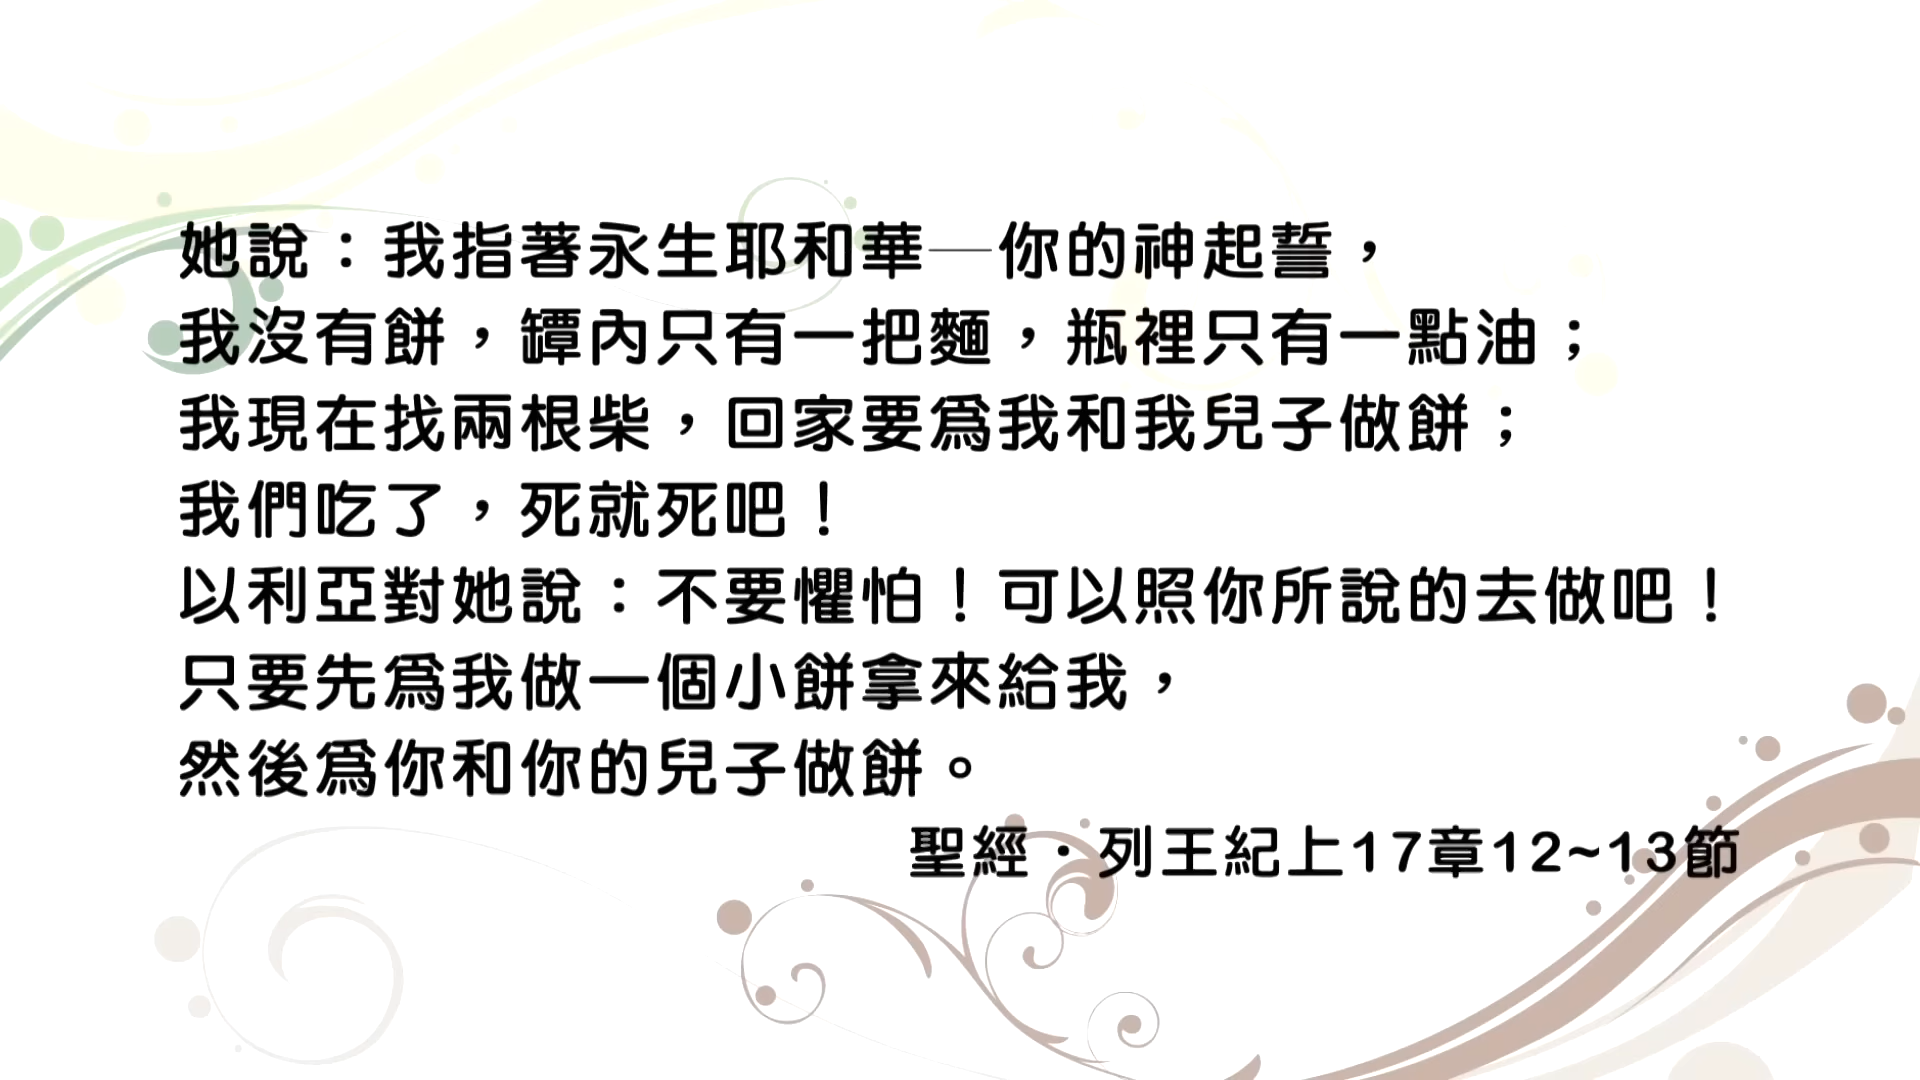 她說：我指著永生耶和華─你的神起誓，
我沒有餅，罈內只有一把麵，瓶裡只有一點油；
我現在找兩根柴，回家要為我和我兒子做餅；
我們吃了，死就死吧！
以利亞對她說：不要懼怕！可以照你所說的去做吧！
只要先為我做一個小餅拿來給我，
然後為你和你的兒子做餅。
聖經．列王紀上17章12~13節